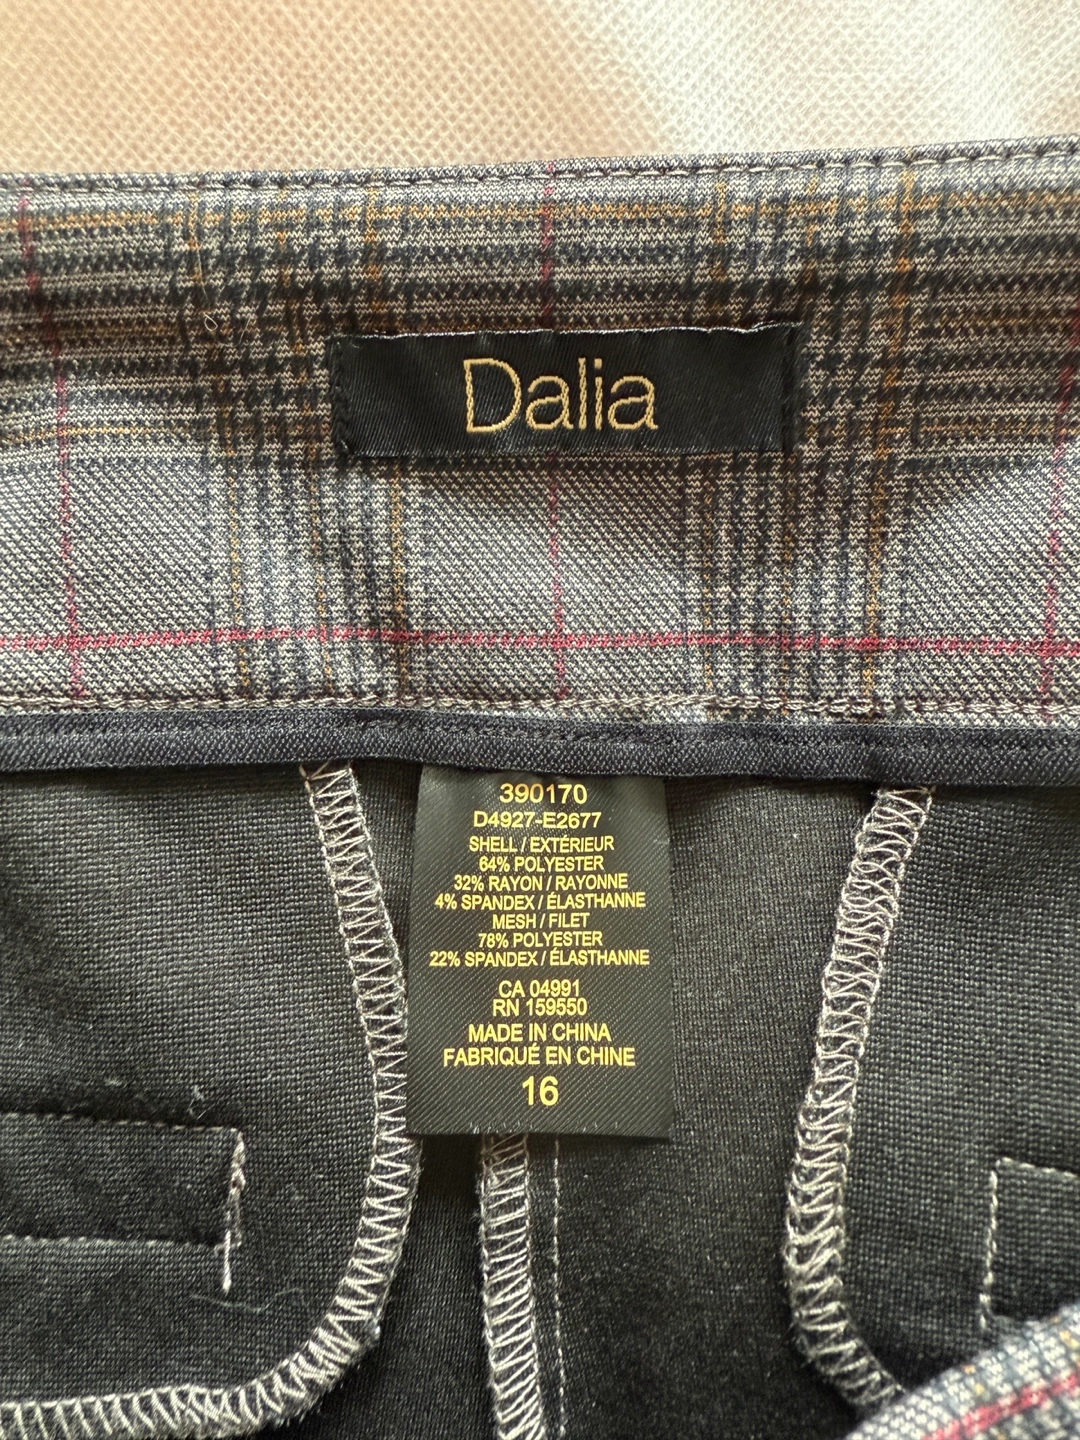 Dalia
390170
D4927-E2677
SHELL / EXTÉRIEUR
64% POLYESTER
32% RAYON / RAYONNE
4% SPANDEX / ÉLASTHANNE
MESH / FILET
78% POLYESTER
22% SPANDEX / ÉLASTHANNE
CA 04991
RN 159550
MADE IN CHINA
FABRIQUÉ EN CHINE
16